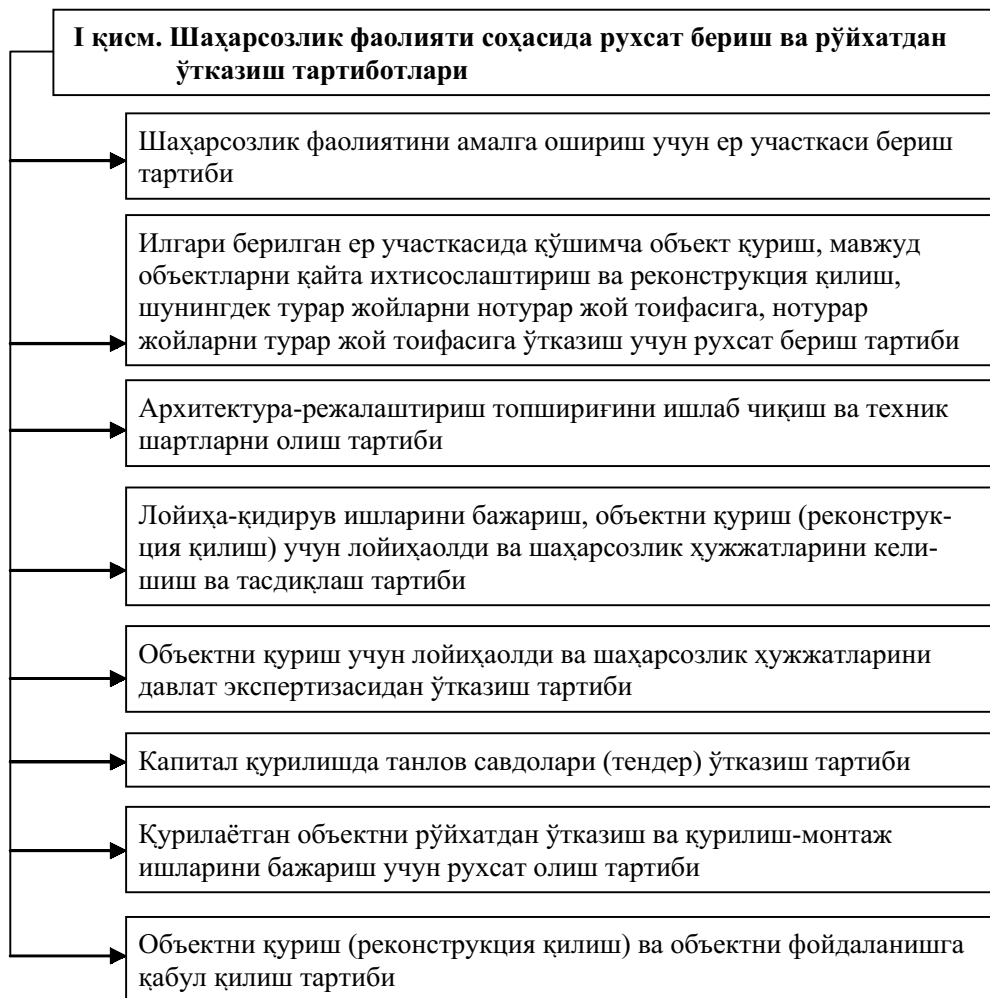 I қисм. Шаҳарсозлик фаолияти соҳасида рухсат бериш ва рўйхатдан
ўтказиш тартиботлари
Шаҳарсозлик фаолиятини амалга ошириш учун ер участкаси бериш
тартиби
Илгари берилган ер участкасида қўшимча объект қуриш, мавжуд
объектларни қайта ихтисослаштириш ва реконструкция қилиш,
шунингдек турар жойларни нотурар жой тоифасига, нотурар
жойларни турар жой тоифасига ўтказиш учун рухсат бериш тартиби
Архитектура-режалаштириш топшириғини ишлаб чиқиш ва техник
шартларни олиш тартиби
Лойиҳа-қидирув ишларини бажариш, объектни қуриш (реконструк-
ция қилиш) учун лойиҳаолди ва шаҳарсозлик ҳужжатларини кели-
шиш ва тасдиқлаш тартиби
Объектни қуриш учун лойиҳаолди ва шаҳарсозлик ҳужжатларини
давлат экспертизасидан ўтказиш тартиби
Капитал қурилишда танлов савдолари (тендер) ўтказиш тартиби
Қурилаётган объектни рўйхатдан ўтказиш ва қурилиш-монтаж
ишларини бажариш учун рухсат олиш тартиби
Объектни қуриш (реконструкция қилиш) ва объектни фойдаланишга
қабул қилиш тартиби